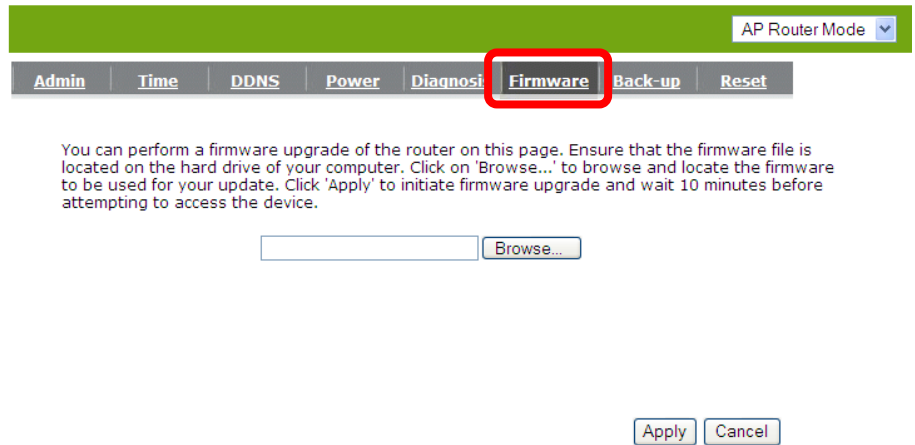 AP Router Mode
Admin Time DDNS Power Diagnosis Firmware Back-up Reset
You can perform a firmware upgrade of the router on this page. Ensure that the firmware file is
located on the hard drive of your computer. Click on 'Browse...' to browse and locate the firmware
to be used for your update. Click 'Apply' to initiate firmware upgrade and wait 10 minutes before
attempting to access the device.
Browse...
Apply Cancel